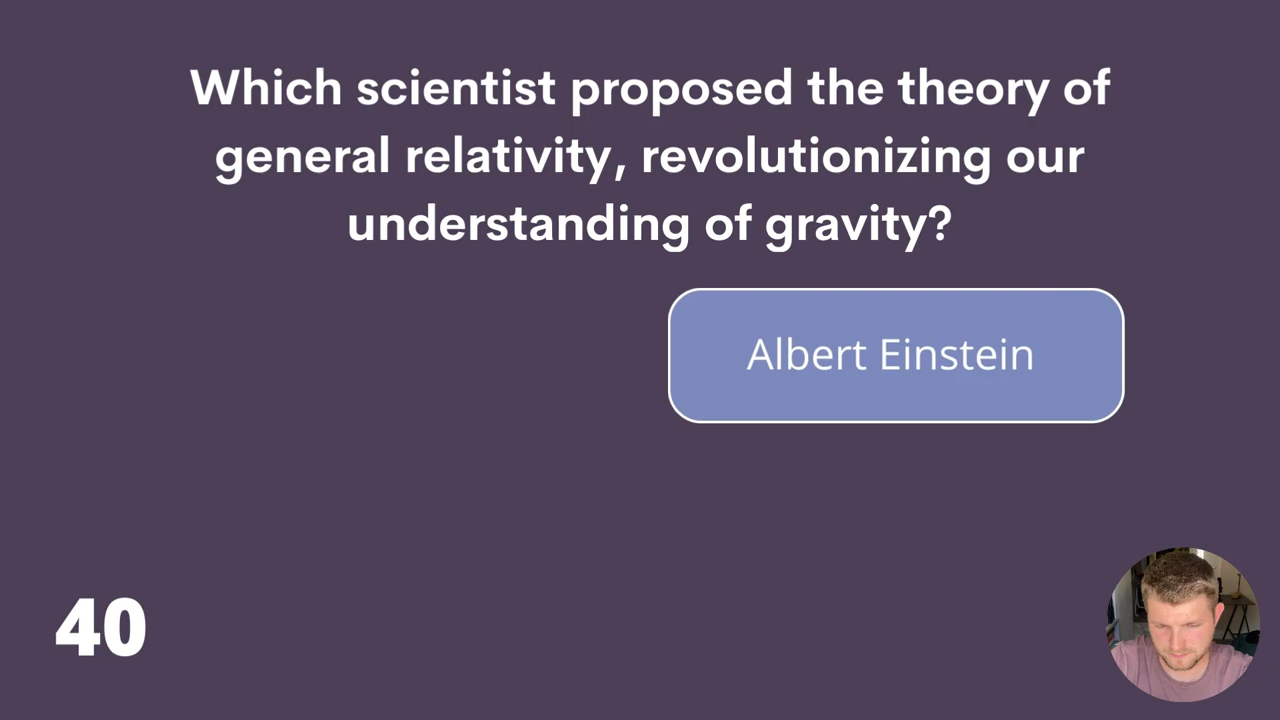 Which scientist proposed the theory of
general relativity, revolutionizing our
understanding of gravity?
Albert Einstein
40